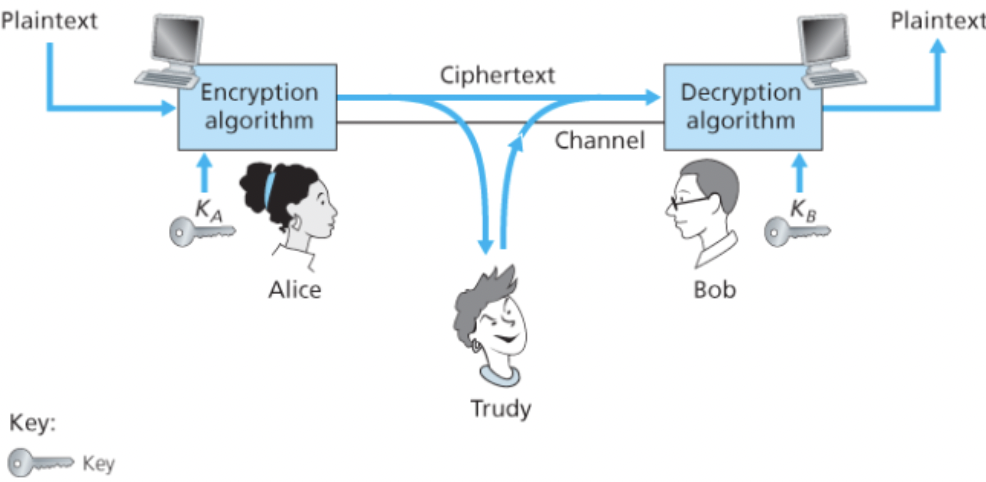 Plaintext
Plaintext
Ciphertext
Encryption
algorithm
Decryption
algorithm
Channel
K_A
K_B
Alice
Bob
Trudy
Key:
Key